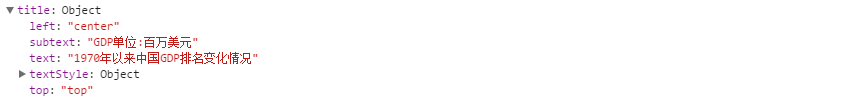 ▼title: Object
left: "center"
subtext: "GDP单位:百万美元"
text: "1970年以来中国GDP排名变化情况"
▶textStyle: Object
top: "top"